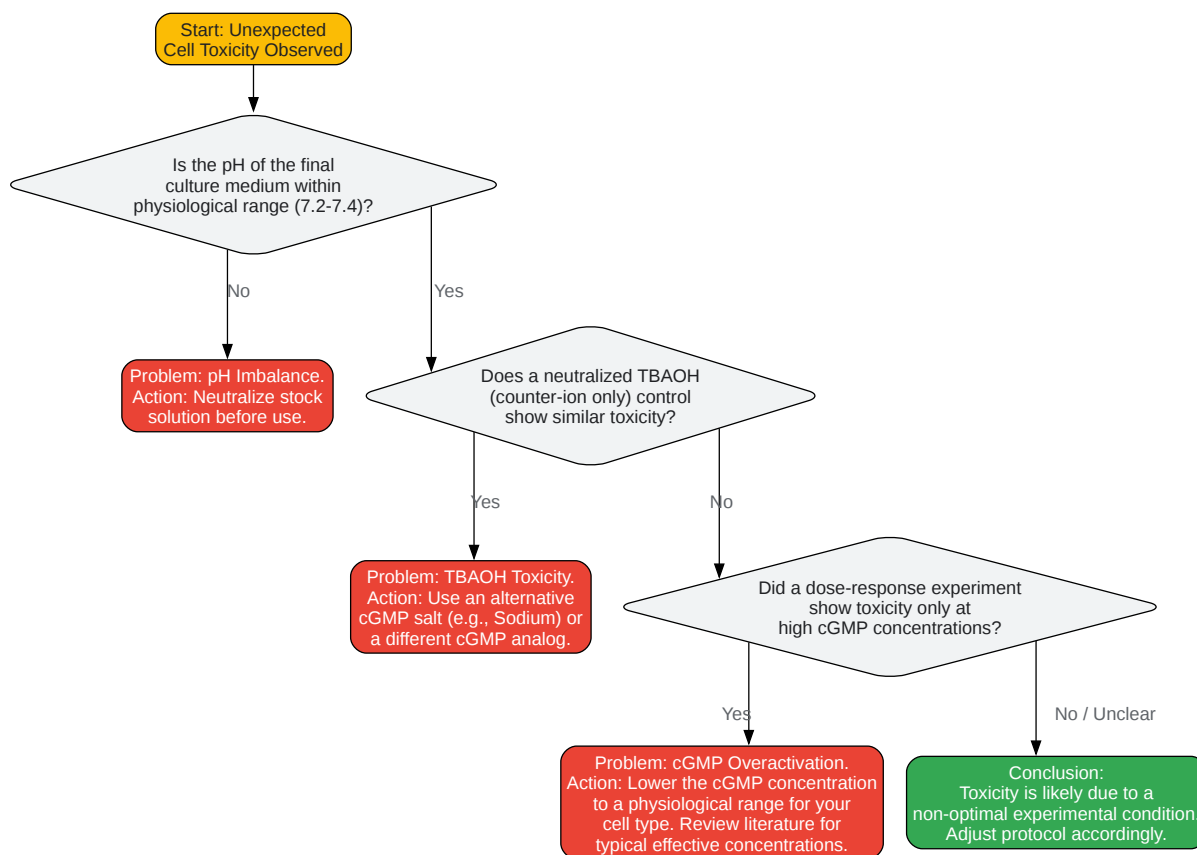 Start: Unexpected
Cell Toxicity Observed
Is the pH of the final
culture medium within
physiological range (7.2-7.4)?
No
Yes
Problem: pH Imbalance.
Action: Neutralize stock
solution before use.
Does a neutralized TBAOH
(counter-ion only) control
show similar toxicity?
Yes
No
Problem: TBAOH Toxicity.
Action: Use an alternative
cGMP salt (e.g., Sodium) or
a different cGMP analog.
Did a dose-response experiment
show toxicity only at
high cGMP concentrations?
Yes
No / Unclear
Problem: cGMP Overactivation.
Action: Lower the cGMP concentration
to a physiological range for your
cell type. Review literature for
typical effective concentrations.
Conclusion:
Toxicity is likely due to a
non-optimal experimental condition.
Adjust protocol accordingly.